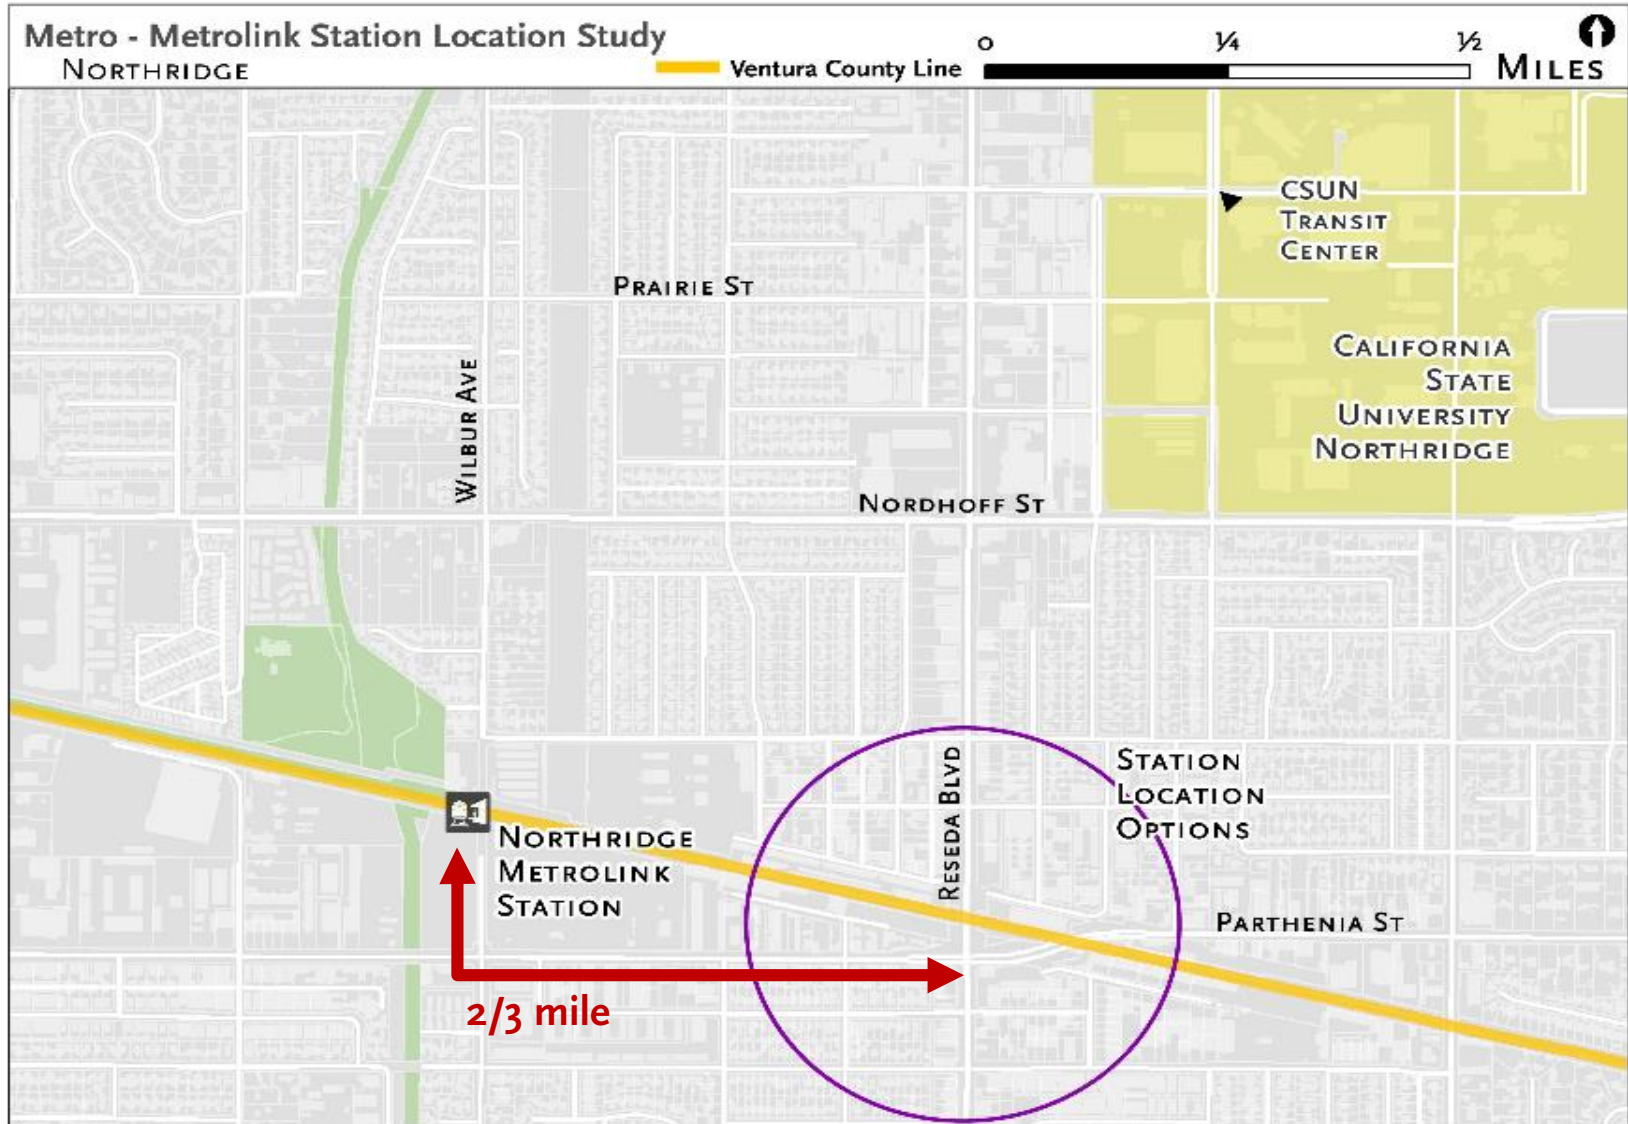 Metro - Metrolink Station Location Study
NORTHRIDGE
Ventura County Line
0 1/4 1/2
MILES
CSUN
TRANSIT
CENTER
PRAIRIE ST
CALIFORNIA
STATE
UNIVERSITY
NORTHRIDGE
WILBUR AVE
NORDHOFF ST
STATION
LOCATION
OPTIONS
RESEDA BLVD
NORTHRIDGE
METROLINK
STATION
PARTHENIA ST
2/3 mile